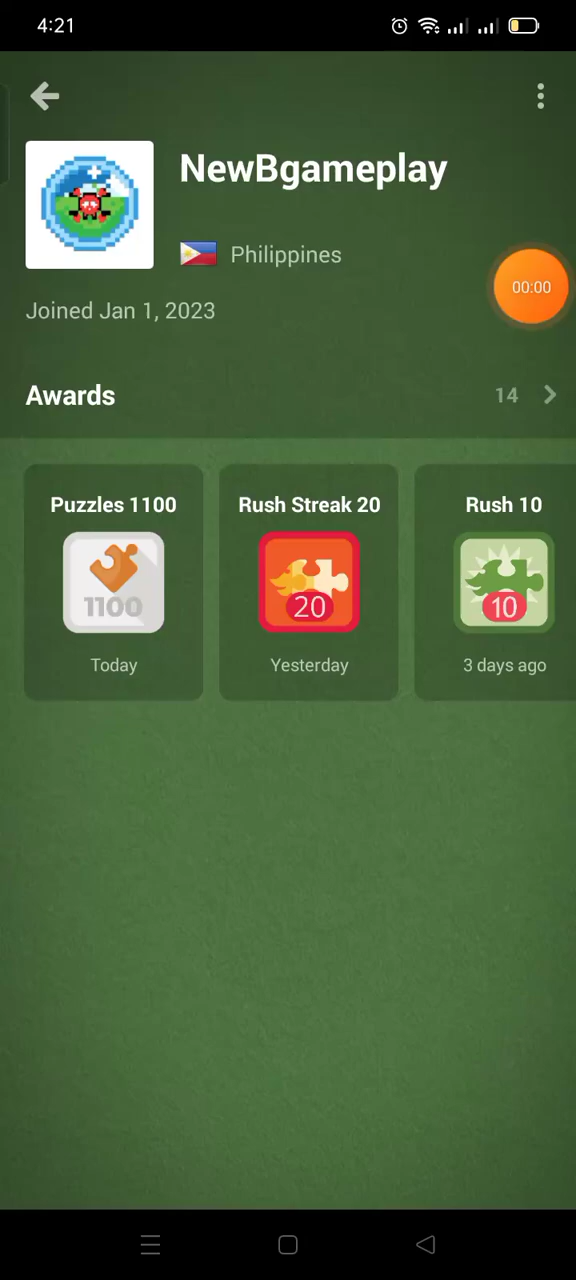 4:21
NewBgameplay
Philippines
00:00
Joined Jan 1, 2023
Awards 14
Puzzles 1100 Rush Streak 20 Rush 10
1100 20 10
Today Yesterday 3 days ago